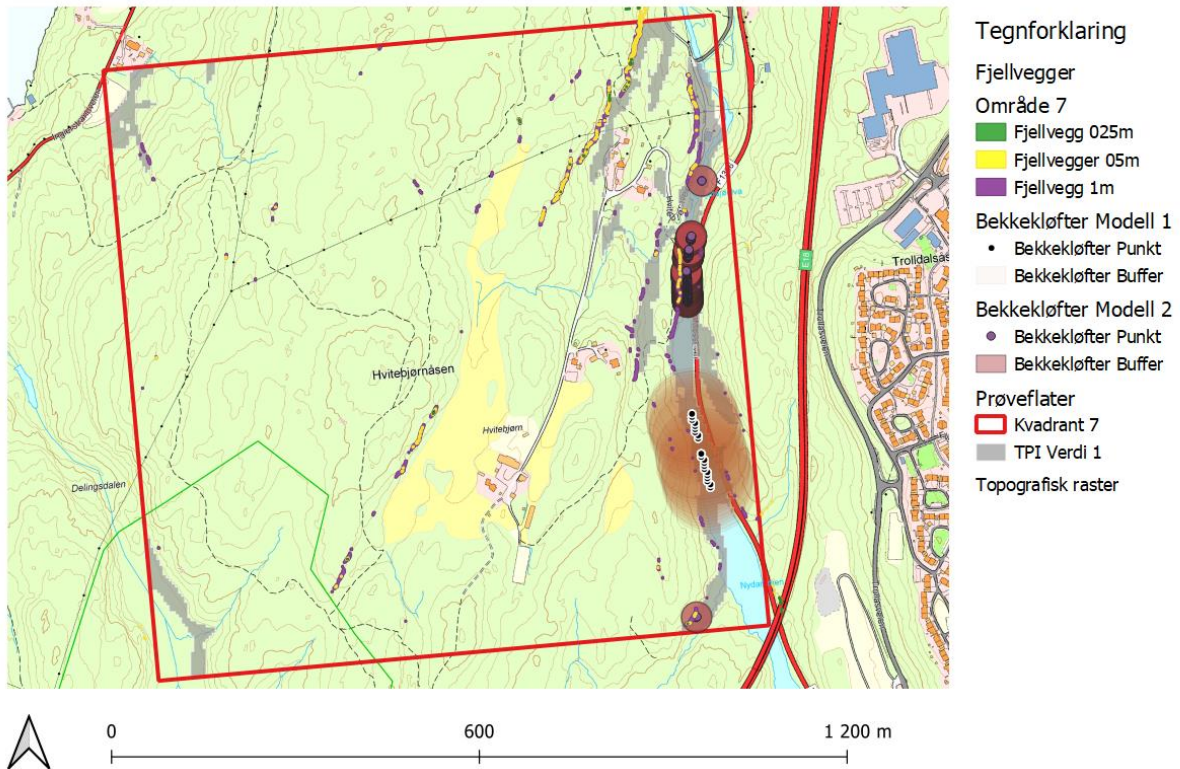 Tegnforklaring
Fjellvegger
Område 7
Fjellvegg 025m
Fjellvegger 05m
Fjellvegg 1m
Bekkekløfter Modell 1
Bekkekløfter Punkt
Bekkekløfter Buffer
Bekkekløfter Modell 2
Bekkekløfter Punkt
Bekkekløfter Buffer
Prøveflater
Kvadrant 7
TPI Verdi 1
Topografisk raster
E18
Hvitebjørnåsen
Hvitebjørn
Delingsdalen
0
600
1 200 m